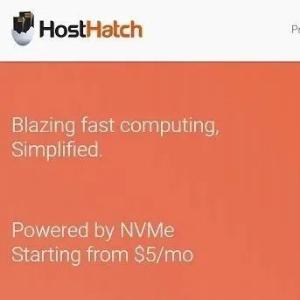 HostHatch
Pr
Blazing fast computing,
Simplified.
Powered by NVMe
Starting from $5/mo